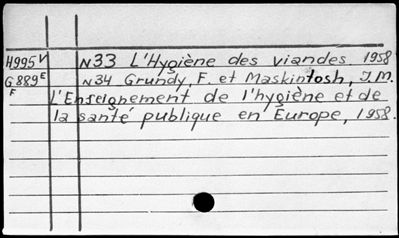 H995V N33 L'Hygiène des viandes. 1958
G889E N34 Grundy, F. et Maskintosh, J.M.
F L'Enseignement de l'hygiène et de
la santé publique en Europe, 1958.